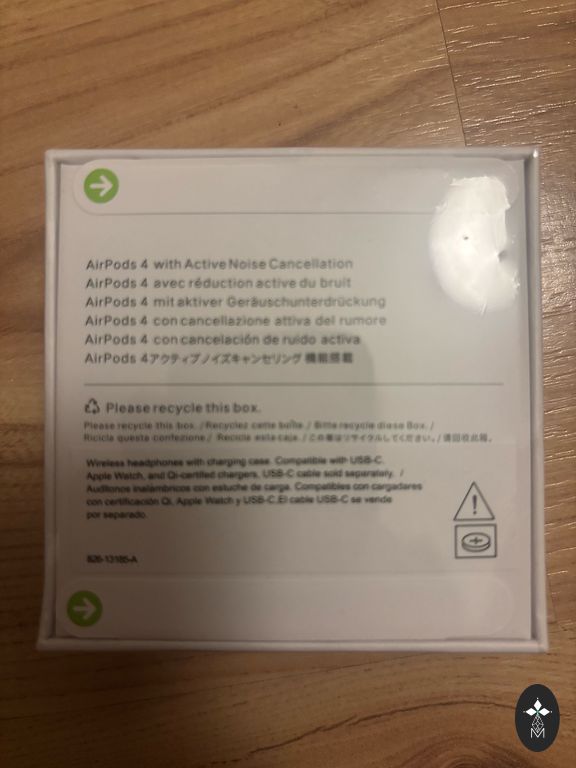 AirPods 4 with Active Noise Cancellation
AirPods 4 avec réduction active du bruit
AirPods 4 mit aktiver Geräuschunterdrückung
AirPods 4 con cancellazione attiva del rumore
AirPods 4 con cancelación de ruido activa
AirPods 4アクティブノイズキャンセリング 機能搭載
Please recycle this box.
Please recycle this box. / Recyclez cette boîte. / Bitte recycle diese Box. /
Ricicla questa confezione / Recicle esta caja. / この箱はリサイクルしてください。/ 请回收此箱。
Wireless headphones with charging case. Compatible with USB-C.
Apple Watch, and Qi-certified chargers. USB-C cable sold separately. /
Audífonos inalámbricos con estuche de carga. Compatibles con cargadores
con certificación Qi, Apple Watch y USB-C.El cable USB-C se vende
por separado.
826-13185-A
M